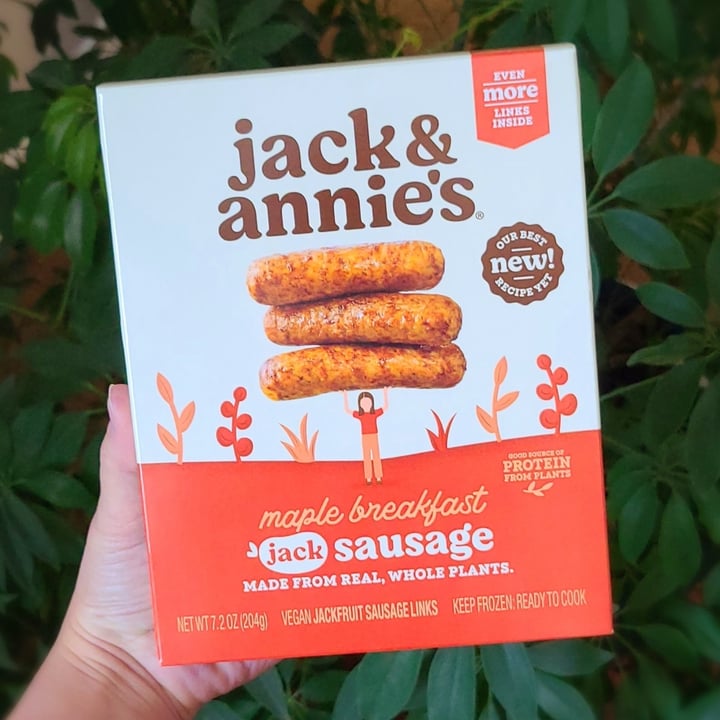 EVEN
more
LINKS
INSIDE
jack &
annie's®
OUR BEST
new!
RECIPE YET
GOOD SOURCE OF
PROTEIN
FROM PLANTS
maple breakfast
jack sausage
MADE FROM REAL, WHOLE PLANTS.
NET WT 7.2 OZ (204g) VEGAN JACKFRUIT SAUSAGE LINKS KEEP FROZEN: READY TO COOK